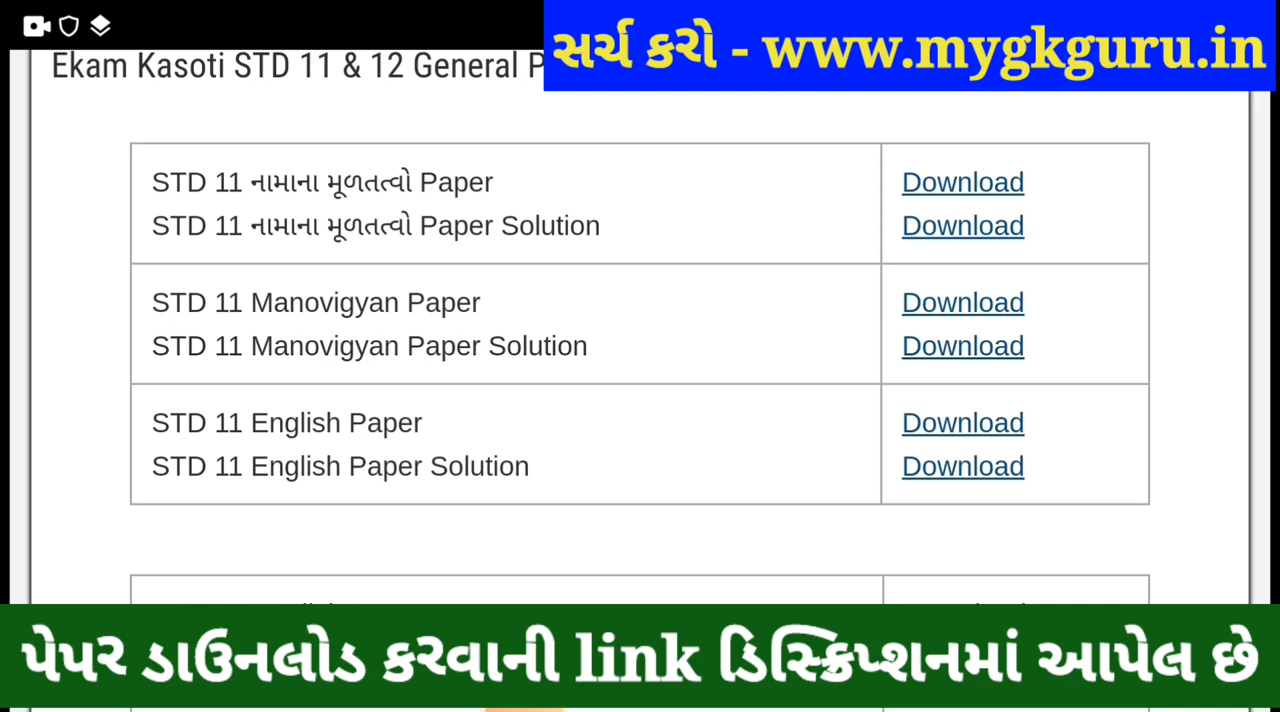 સર્ચ કરો - www.mygkguru.in
Ekam Kasoti STD 11 & 12 General
STD 11 નામાના મૂળતત્વો Paper Download
STD 11 નામાના મૂળતત્વો Paper Solution Download
STD 11 Manovigyan Paper Download
STD 11 Manovigyan Paper Solution Download
STD 11 English Paper Download
STD 11 English Paper Solution Download
પેપર ડાઉનલોડ કરવાની link ડિસ્ક્રિપ્શનમાં આપેલ છે